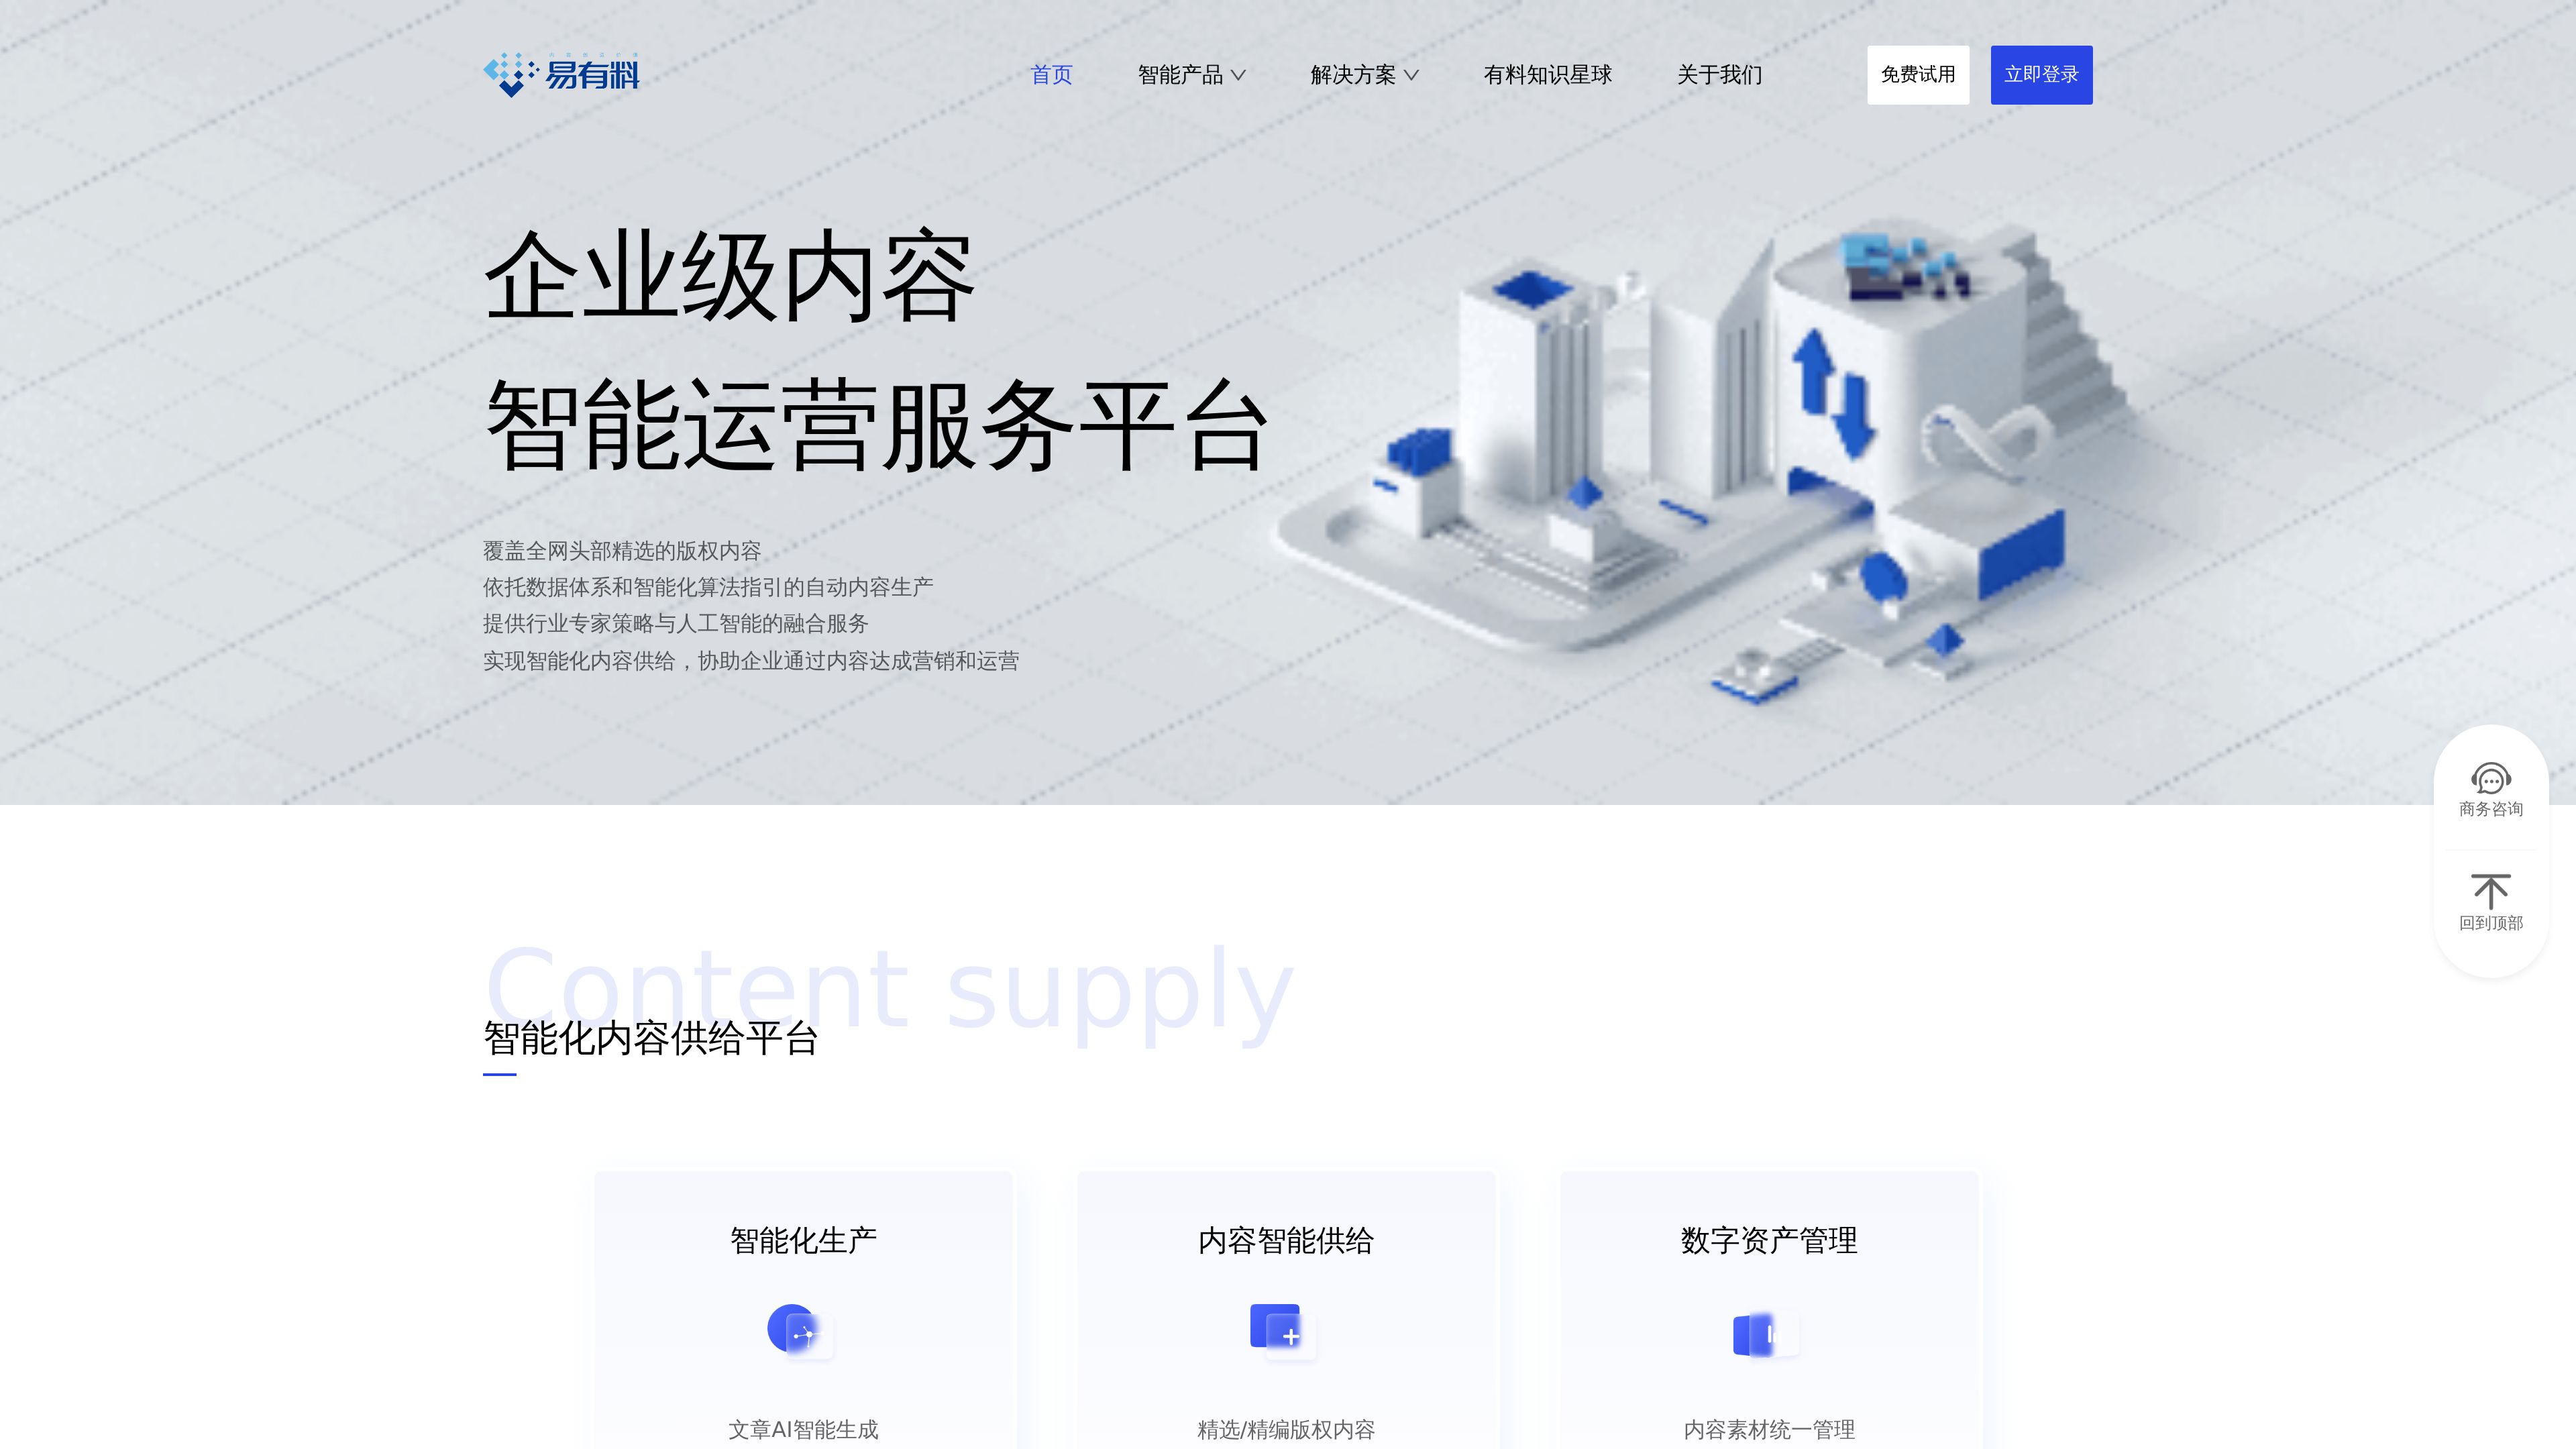 易有料
首页
智能产品
解决方案
有料知识星球
关于我们
免费试用
立即登录
企业级内容
智能运营服务平台
覆盖全网头部精选的版权内容
依托数据体系和智能化算法指引的自动内容生产
提供行业专家策略与人工智能的融合服务
实现智能化内容供给，协助企业通过内容达成营销和运营
商务咨询
回到顶部
Content supply
智能化内容供给平台
智能化生产
内容智能供给
数字资产管理
文章AI智能生成
精选/精编版权内容
内容素材统一管理